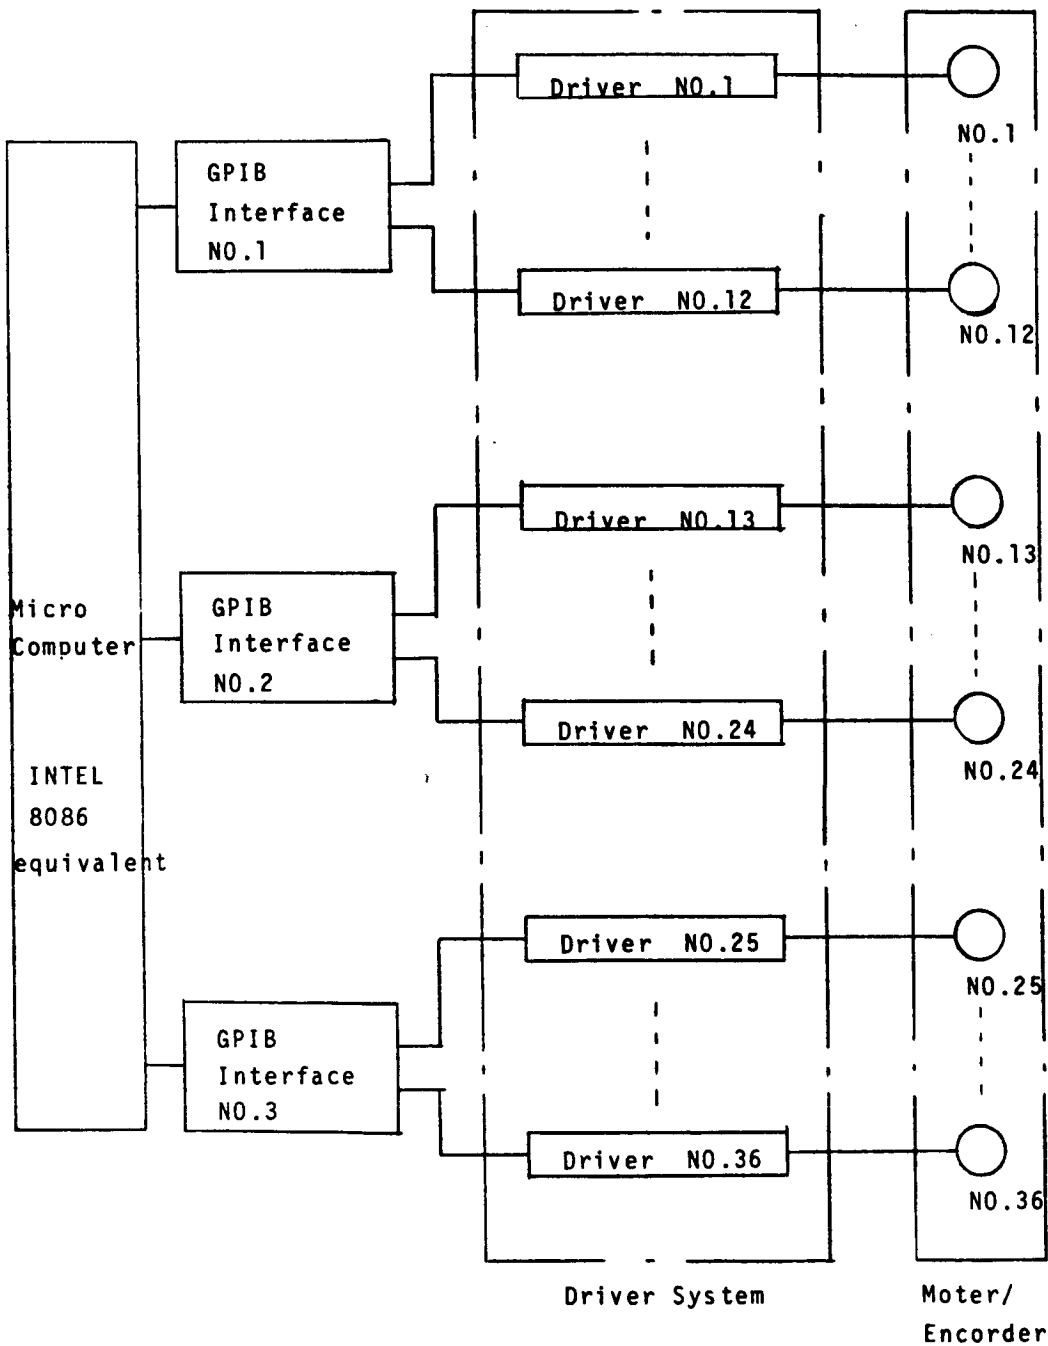 Driver NO.1
NO.1
GPIB
Interface
NO.1
Driver NO.12
NO.12
Driver NO.13
NO.13
Micro
Computer
GPIB
Interface
NO.2
Driver NO.24
NO.24
INTEL
8086
equivalent
Driver NO.25
NO.25
GPIB
Interface
NO.3
Driver NO.36
NO.36
Driver System
Moter/
Encorder